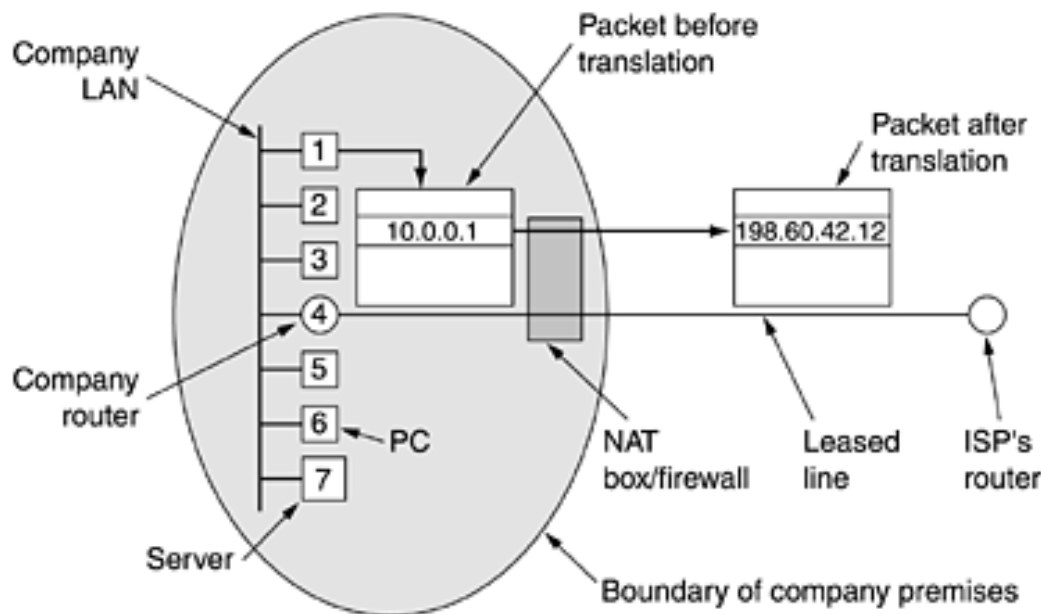 Packet before
translation
Company
LAN
Packet after
translation
1
2
10.0.0.1
198.60.42.12
3
4
Company
router
5
6
PC
NAT
box/firewall
Leased
line
ISP's
router
7
Server
Boundary of company premises